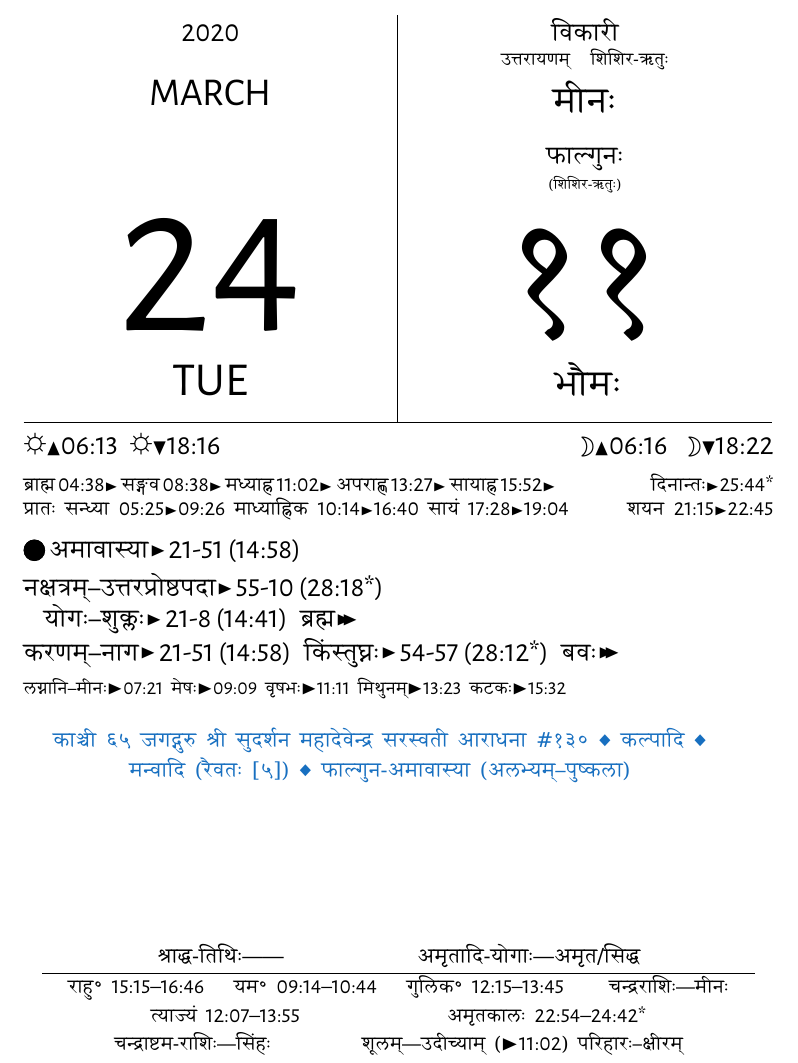 2020
MARCH
24
TUE
विकारी
उत्तरायणम् शिशिर-ऋतुः
मीनः
फाल्गुनः
(शिशिर-ऋतुः)
११
भौमः
☼▲06:13 ☼▼18:16 ☽▲06:16 ☽▼18:22
ब्राह्म 04:38► सङ्गव 08:38► मध्याह्न 11:02► अपराह्ण 13:27► सायाह्न 15:52► दिनान्तः►25:44*
प्रातः सन्ध्या 05:25►09:26 माध्याह्निक 10:14►16:40 सायं 17:28►19:04 शयन 21:15►22:45
● अमावास्या► 21-51 (14:58)
नक्षत्रम्–उत्तरप्रोष्ठपदा► 55-10 (28:18*)
योगः–शुक्लः► 21-8 (14:41) ब्रह्म►►
करणम्–नाग► 21-51 (14:58) किंस्तुघ्नः► 54-57 (28:12*) बवः►►
लग्नानि–मीनः►07:21 मेषः►09:09 वृषभः►11:11 मिथुनम्►13:23 कटकः►15:32
काञ्ची ६५ जगद्गुरु श्री सुदर्शन महादेवेन्द्र सरस्वती आराधना #१३० ◆ कल्पादि ◆
मन्वादि (रैवतः [५]) ◆ फाल्गुन-अमावास्या (अलभ्यम्–पुष्कला)
श्राद्ध-तिथिः—— अमृतादि-योगाः—अमृत/सिद्ध
राहु॰ 15:15–16:46 यम॰ 09:14–10:44 गुलिक॰ 12:15–13:45 चन्द्रराशिः—मीनः
त्याज्यं 12:07–13:55 अमृतकालः 22:54–24:42*
चन्द्राष्टम-राशिः—सिंहः शूलम्—उदीच्याम् (►11:02) परिहारः–क्षीरम्